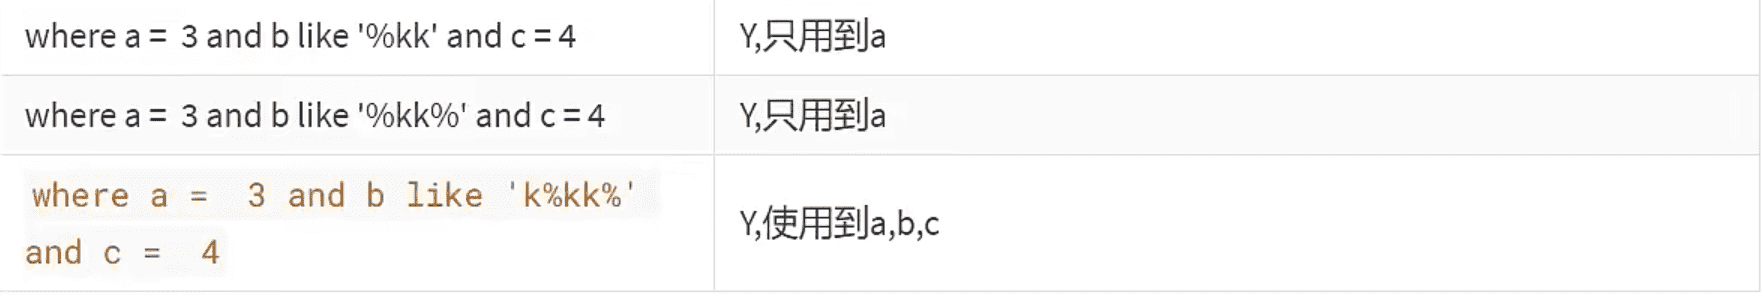 where a = 3 and b like '%kk' and c = 4
Y,只用到a
where a = 3 and b like '%kk%' and c = 4
Y,只用到a
where a = 3 and b like 'k%kk%'
and c = 4
Y,使用到a,b,c